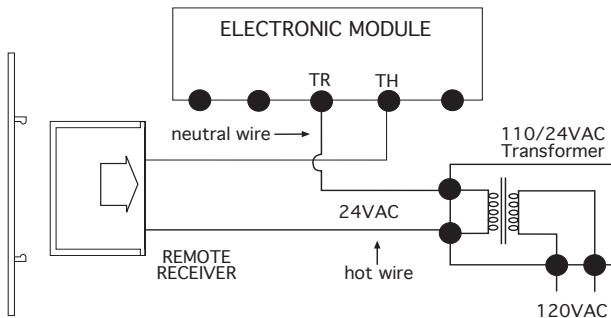 ELECTRONIC MODULE
TR
TH
neutral wire
110/24VAC
Transformer
24VAC
REMOTE
RECEIVER
hot wire
120VAC